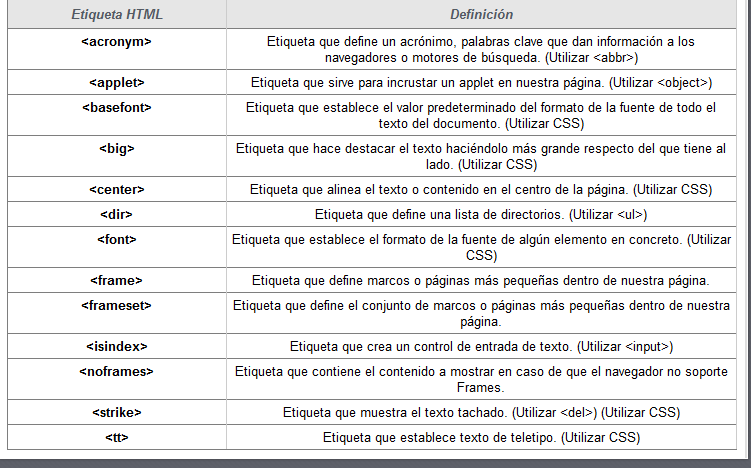 Etiqueta HTML Definición
<acronym> Etiqueta que define un acrónimo, palabras clave que dan información a los
navegadores o motores de búsqueda. (Utilizar <abbr>)
<applet> Etiqueta que sirve para incrustar un applet en nuestra página. (Utilizar <object>)
<basefont> Etiqueta que establece el valor predeterminado del formato de la fuente de todo el
texto del documento. (Utilizar CSS)
<big> Etiqueta que hace destacar el texto haciéndolo más grande respecto del que tiene al
lado. (Utilizar CSS)
<center> Etiqueta que alinea el texto o contenido en el centro de la página. (Utilizar CSS)
<dir> Etiqueta que define una lista de directorios. (Utilizar <ul>)
<font> Etiqueta que establece el formato de la fuente de algún elemento en concreto. (Utilizar
CSS)
<frame> Etiqueta que define marcos o páginas más pequeñas dentro de nuestra página.
<frameset> Etiqueta que define el conjunto de marcos o páginas más pequeñas dentro de nuestra
página.
<isindex> Etiqueta que crea un control de entrada de texto. (Utilizar <input>)
<noframes> Etiqueta que contiene el contenido a mostrar en caso de que el navegador no soporte
Frames.
<strike> Etiqueta que muestra el texto tachado. (Utilizar <del>) (Utilizar CSS)
<tt> Etiqueta que establece texto de teletipo. (Utilizar CSS)